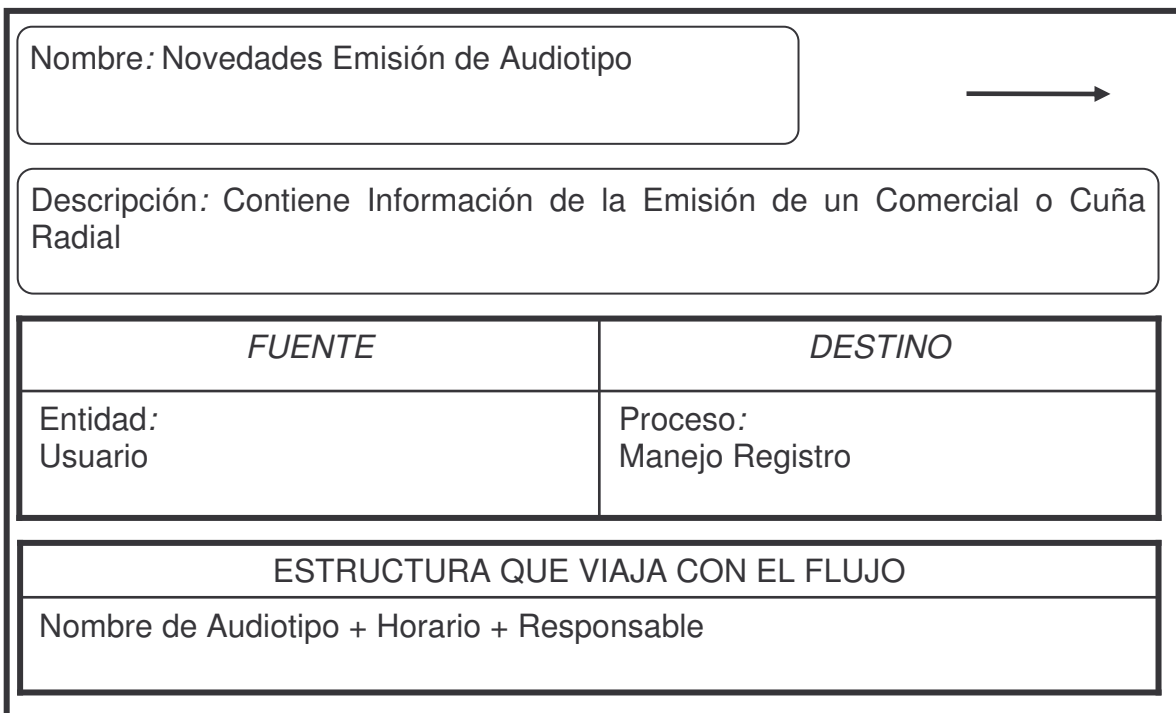 Nombre: Novedades Emisión de Audiotipo
Descripción: Contiene Información de la Emisión de un Comercial o Cuña
Radial
FUENTE
DESTINO
Entidad:
Usuario
Proceso:
Manejo Registro
ESTRUCTURA QUE VIAJA CON EL FLUJO
Nombre de Audiotipo + Horario + Responsable